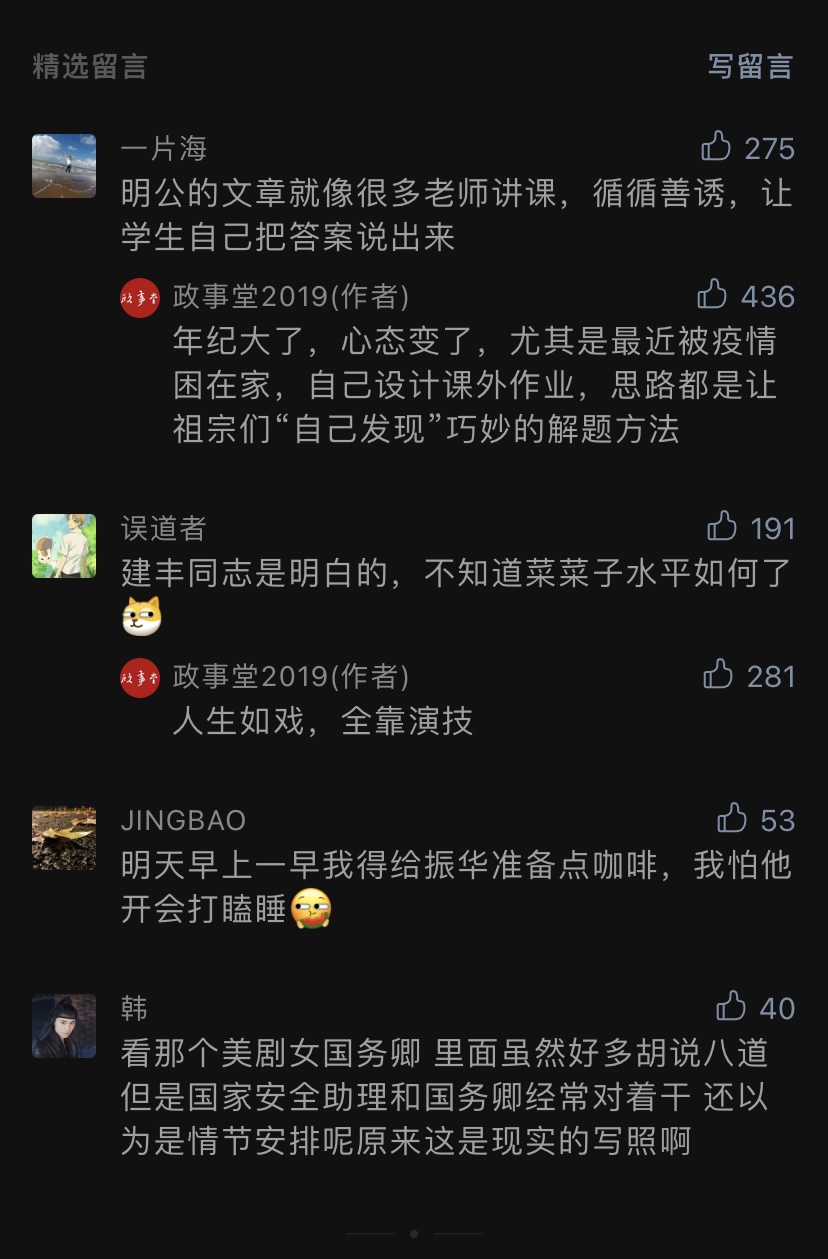 精选留言
写留言
一片海
275
明公的文章就像很多老师讲课，循循善诱，让
学生自己把答案说出来
政事堂2019(作者)
436
年纪大了，心态变了，尤其是最近被疫情
困在家，自己设计课外作业，思路都是让
祖宗们“自己发现”巧妙的解题方法
误道者
191
建丰同志是明白的，不知道菜菜子水平如何了
政事堂2019(作者)
281
人生如戏，全靠演技
JINGBAO
53
明天早上一早我得给振华准备点咖啡，我怕他
开会打瞌睡
韩
40
看那个美剧女国务卿 里面虽然好多胡说八道
但是国家安全助理和国务卿经常对着干 还以
为是情节安排呢原来这是现实的写照啊